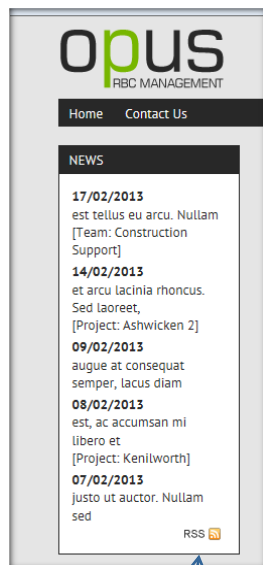 opus
RBC MANAGEMENT
Home Contact Us
NEWS
17/02/2013
est tellus eu arcu. Nullam
[Team: Construction
Support]
14/02/2013
et arcu lacinia rhoncus.
Sed laoreet,
[Project: Ashwicken 2]
09/02/2013
augue at consequat
semper, lacus diam
08/02/2013
est, ac accumsan mi
libero et
[Project: Kenilworth]
07/02/2013
justo ut auctor. Nullam
sed
RSS